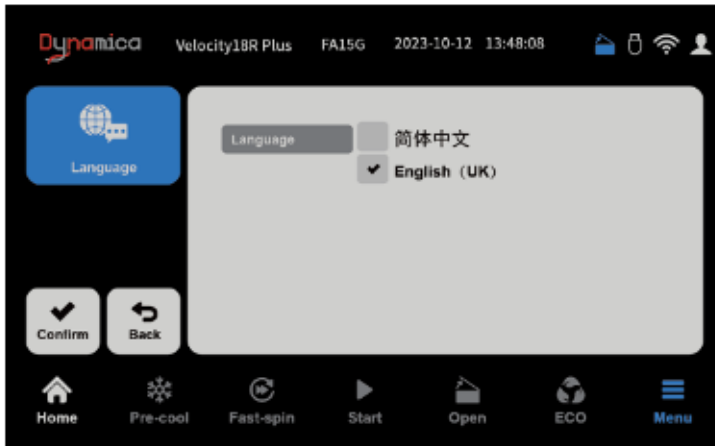 Dynamica Velocity18R Plus FA15G 2023-10-12 13:48:08
Language
Language
简体中文
English（UK）
Confirm Back
Home Pre-cool Fast-spin Start Open ECO Menu